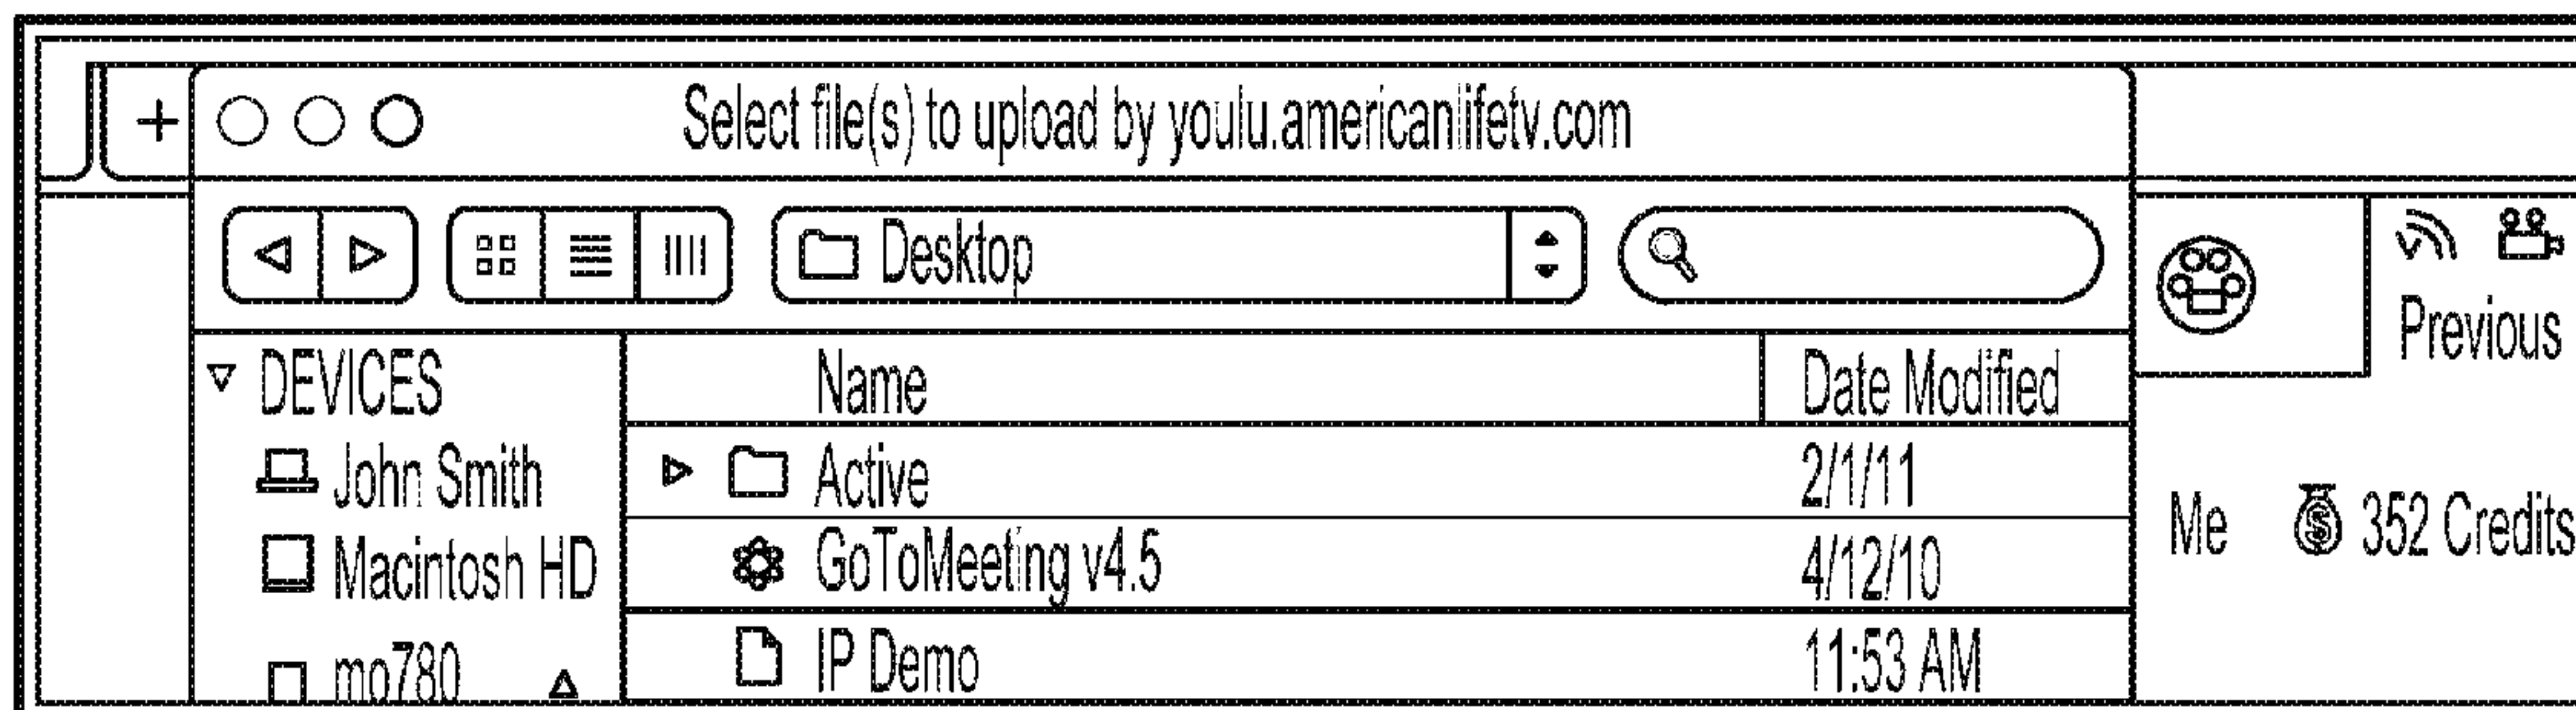 +
Select file(s) to upload by youlu.americanlifetv.com
Desktop
Previous
DEVICES
Name
Date Modified
John Smith
Active
2/1/11
Macintosh HD
GoToMeeting v4.5
4/12/10
Me
352 Credits
mo780
IP Demo
11:53 AM